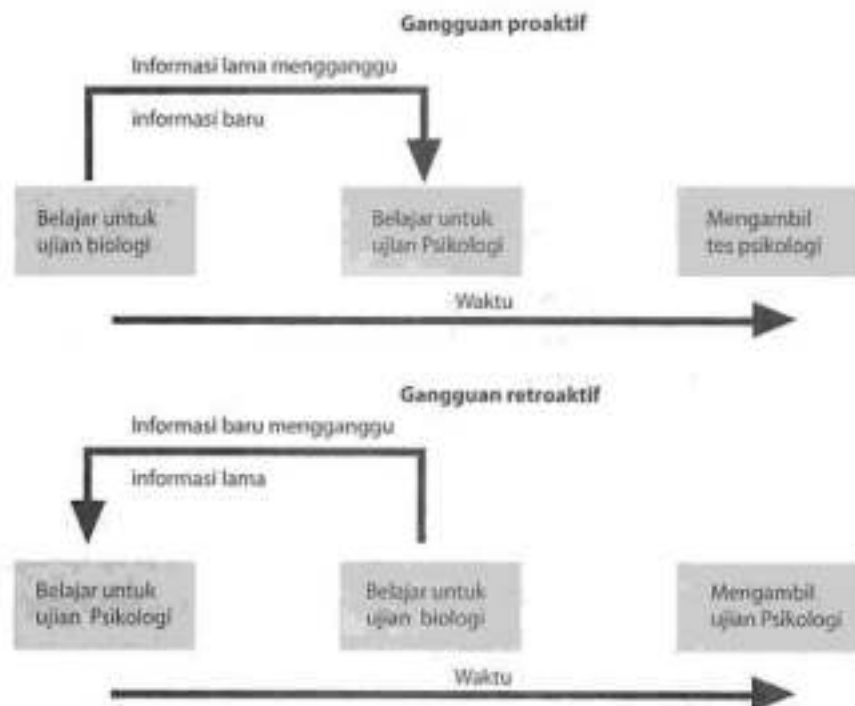 Gangguan proaktif
Informasi lama mengganggu
informasi baru
Belajar untuk
ujian biologi
Belajar untuk
ujian Psikologi
Mengambil
tes psikologi
Waktu
Gangguan retroaktif
Informasi baru mengganggu
informasi lama
Belajar untuk
ujian Psikologi
Belajar untuk
ujian biologi
Mengambil
ujian Psikologi
Waktu